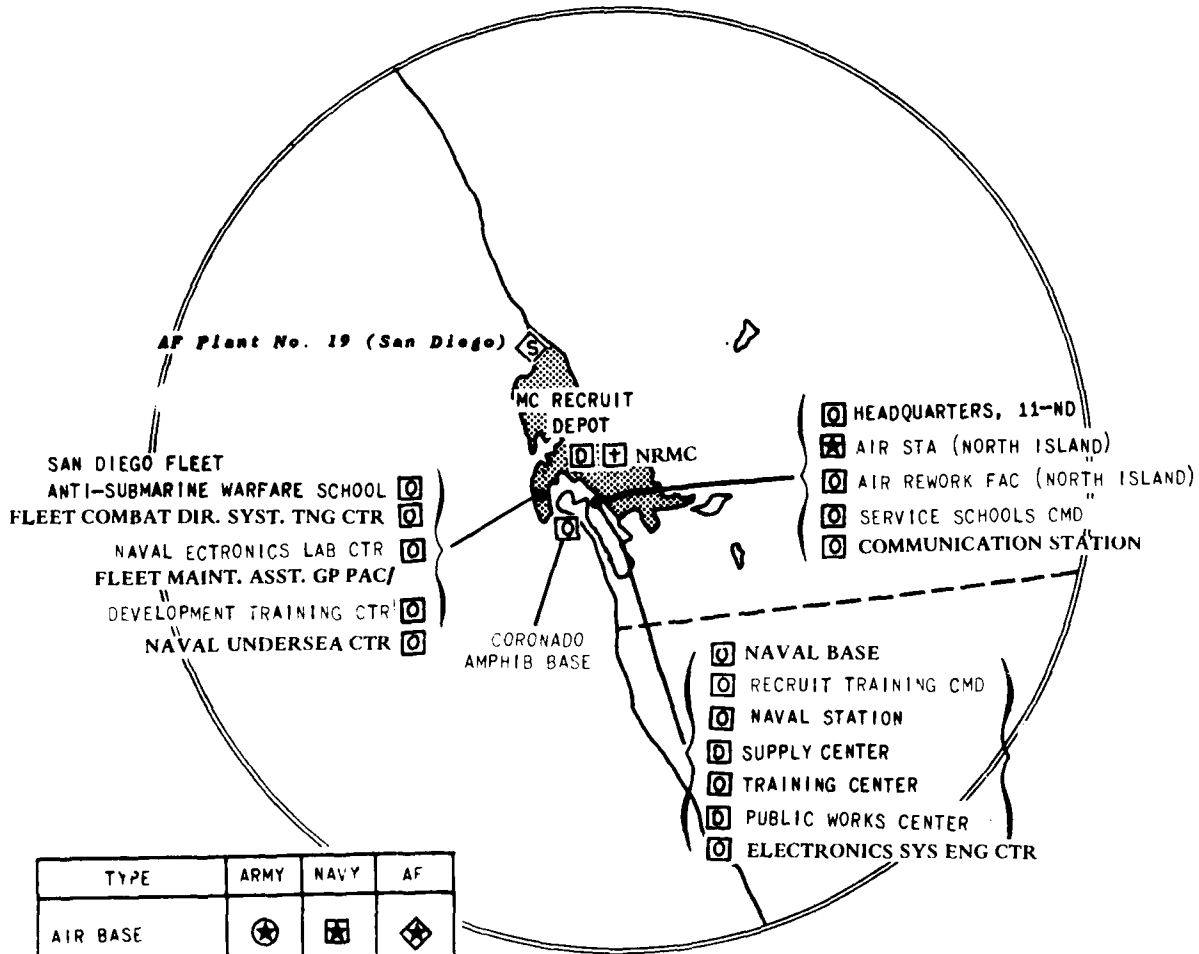 AF Plant No. 19 (San Diego)
S
MC RECRUIT
DEPOT
D
NRMC
SAN DIEGO FLEET
ANTI-SUBMARINE WARFARE SCHOOL O
FLEET COMBAT DIR. SYST. TNG CTR O
NAVAL ECTRONICS LAB CTR O
FLEET MAINT. ASST. GP PAC/
DEVELOPMENT TRAINING CTR O
NAVAL UNDERSEA CTR O
O
CORONADO
AMPHIB BASE
O HEADQUARTERS, 11-ND
AIR STA (NORTH ISLAND)
O AIR REWORK FAC (NORTH ISLAND)
O SERVICE SCHOOLS CMD "
O COMMUNICATION STATION "
O NAVAL BASE
O RECRUIT TRAINING CMD
O NAVAL STATION
D SUPPLY CENTER
O TRAINING CENTER
D PUBLIC WORKS CENTER
O ELECTRONICS SYS ENG CTR
TYPE ARMY NAVY AF
AIR BASE